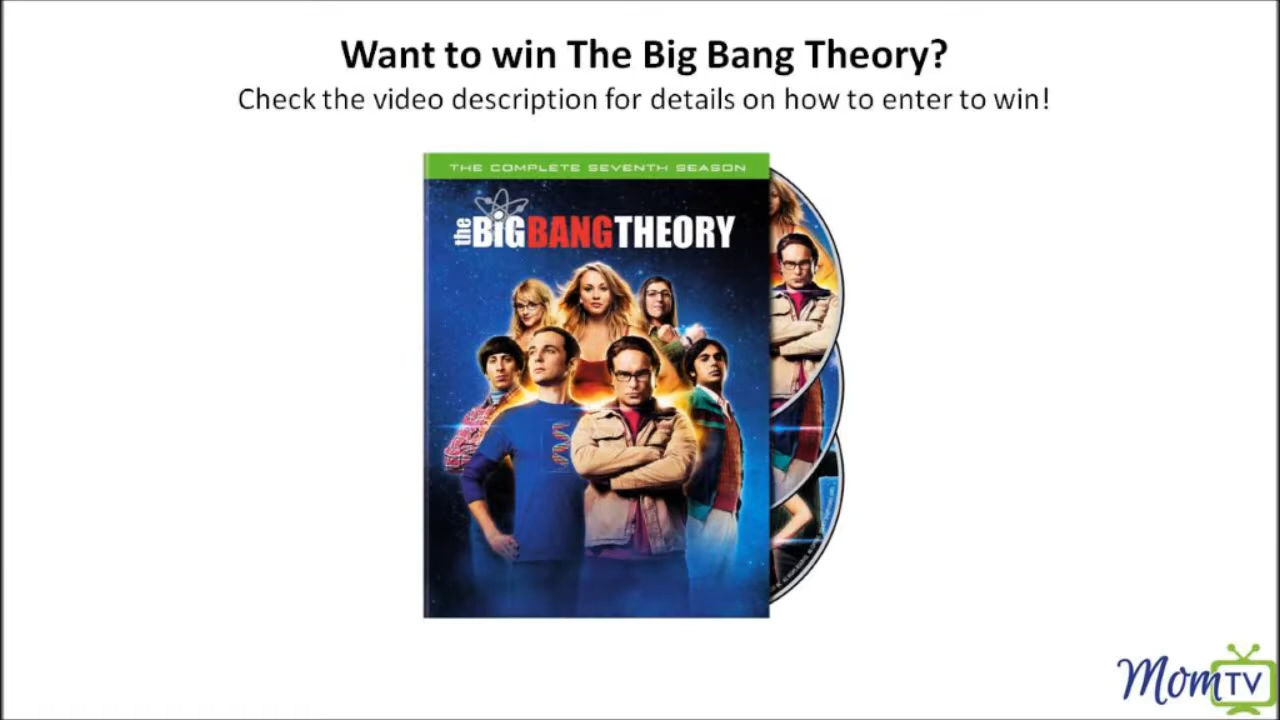 Want to win The Big Bang Theory?
Check the video description for details on how to enter to win!
THE COMPLETE SEVENTH SEASON
the BIG BANG THEORY
MomTV